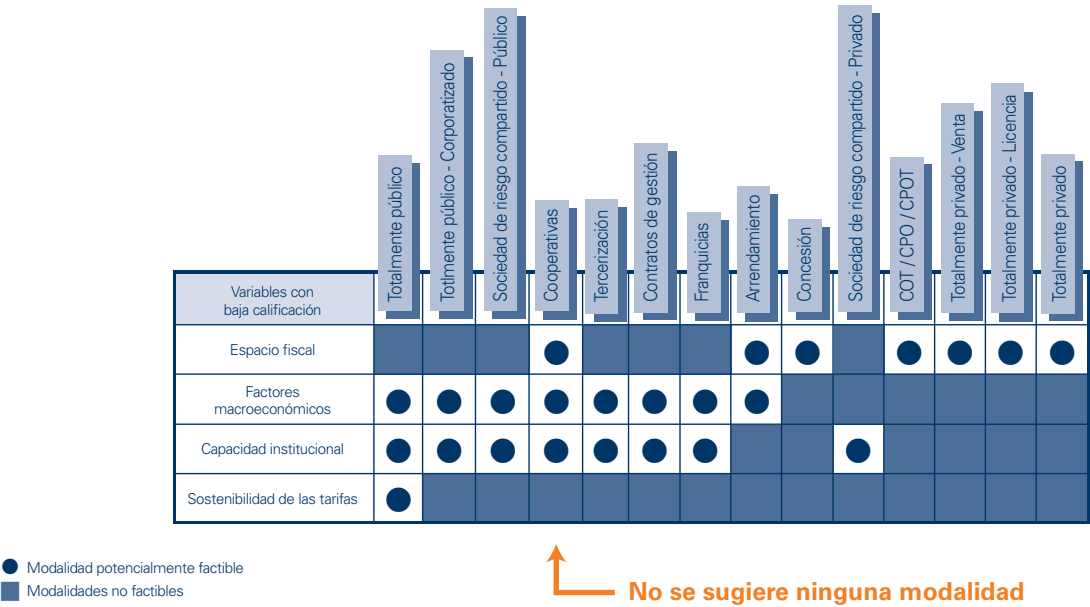 Totalmente público
Totlmente público - Corporatizado
Sociedad de riesgo compartido - Público
Cooperativas
Tercerización
Contratos de gestión
Franquicias
Arrendamiento
Concesión
Sociedad de riesgo compartido - Privado
COT / CPO / CPOT
Totalmente privado - Venta
Totalmente privado - Licencia
Totalmente privado
Variables con
baja calificación
Espacio fiscal
Factores
macroeconómicos
Capacidad institucional
Sostenibilidad de las tarifas
Modalidad potencialmente factible
Modalidades no factibles
No se sugiere ninguna modalidad